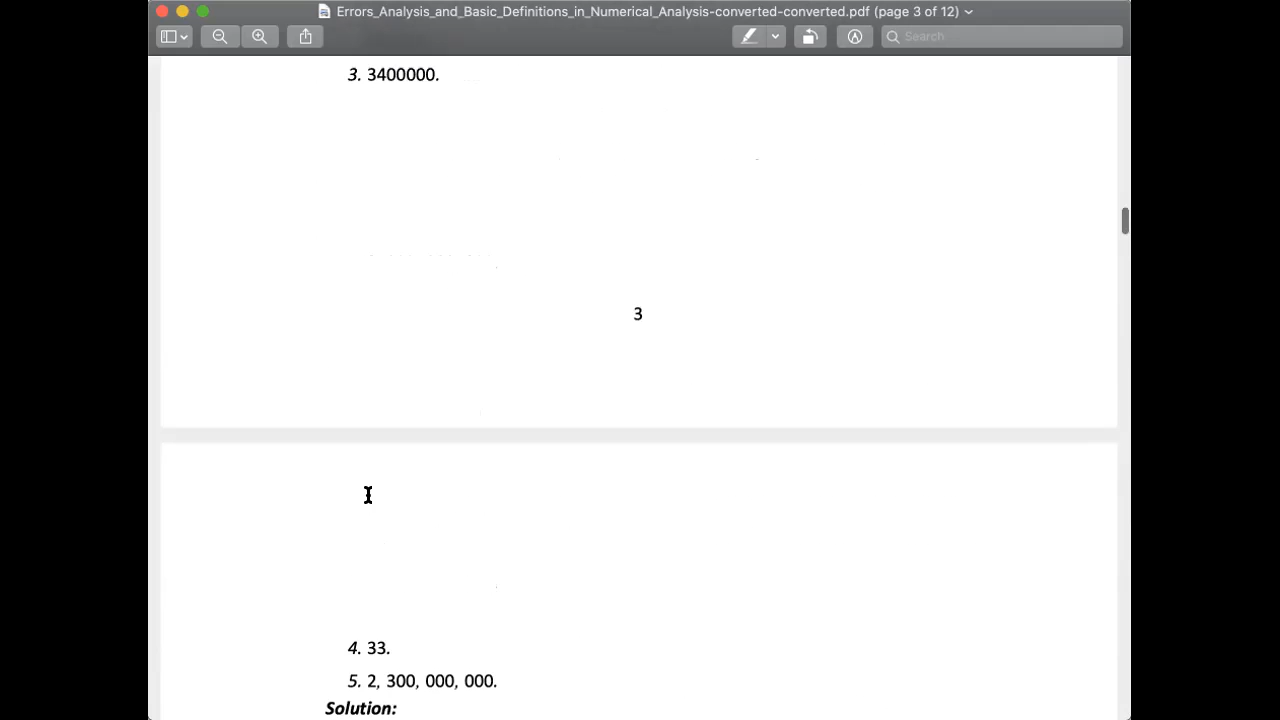 Errors_Analysis_and_Basic_Definitions_in_Numerical_Analysis-converted-converted.pdf (page 3 of 12)
Search
3. 3400000.
3
4. 33.
5. 2, 300, 000, 000.
Solution: